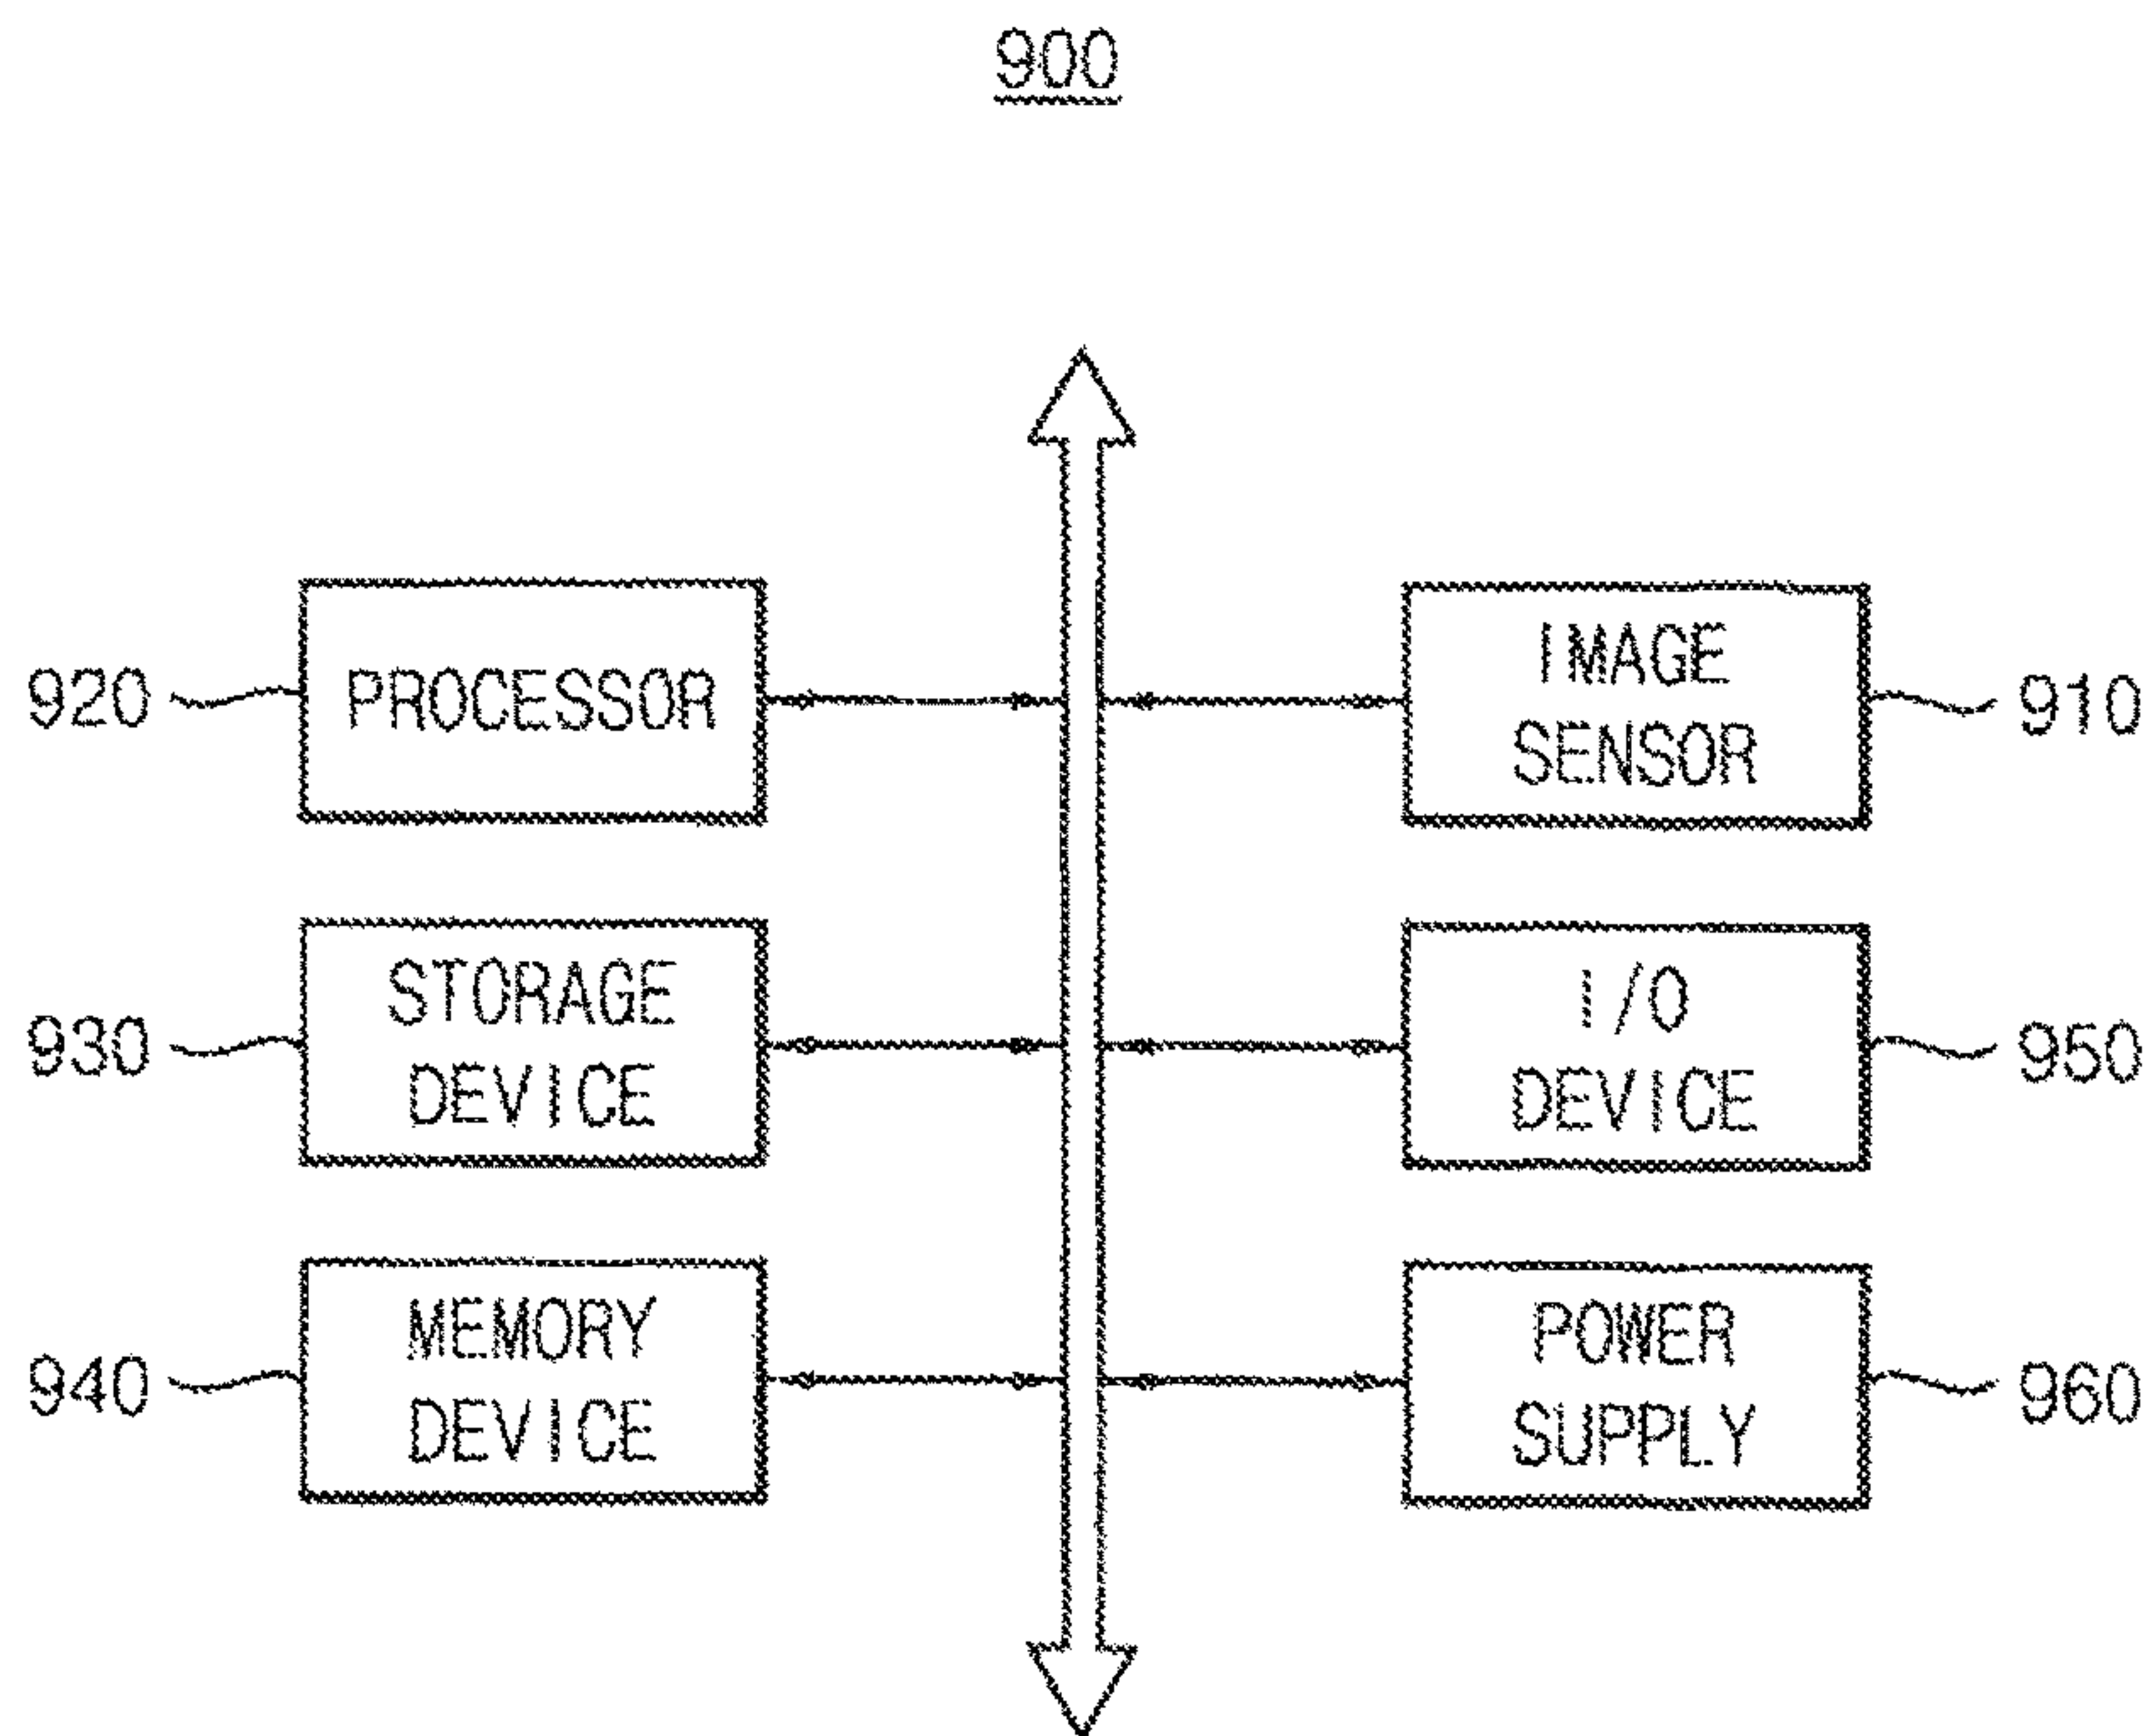 900
920
PROCESSOR
IMAGE
SENSOR
910
930
STORAGE
DEVICE
I/O
DEVICE
950
940
MEMORY
DEVICE
POWER
SUPPLY
960